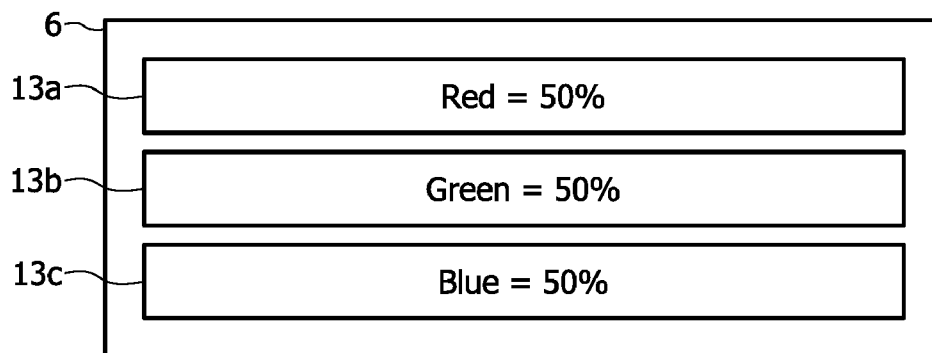 6
13a Red = 50%
13b Green = 50%
13c Blue = 50%